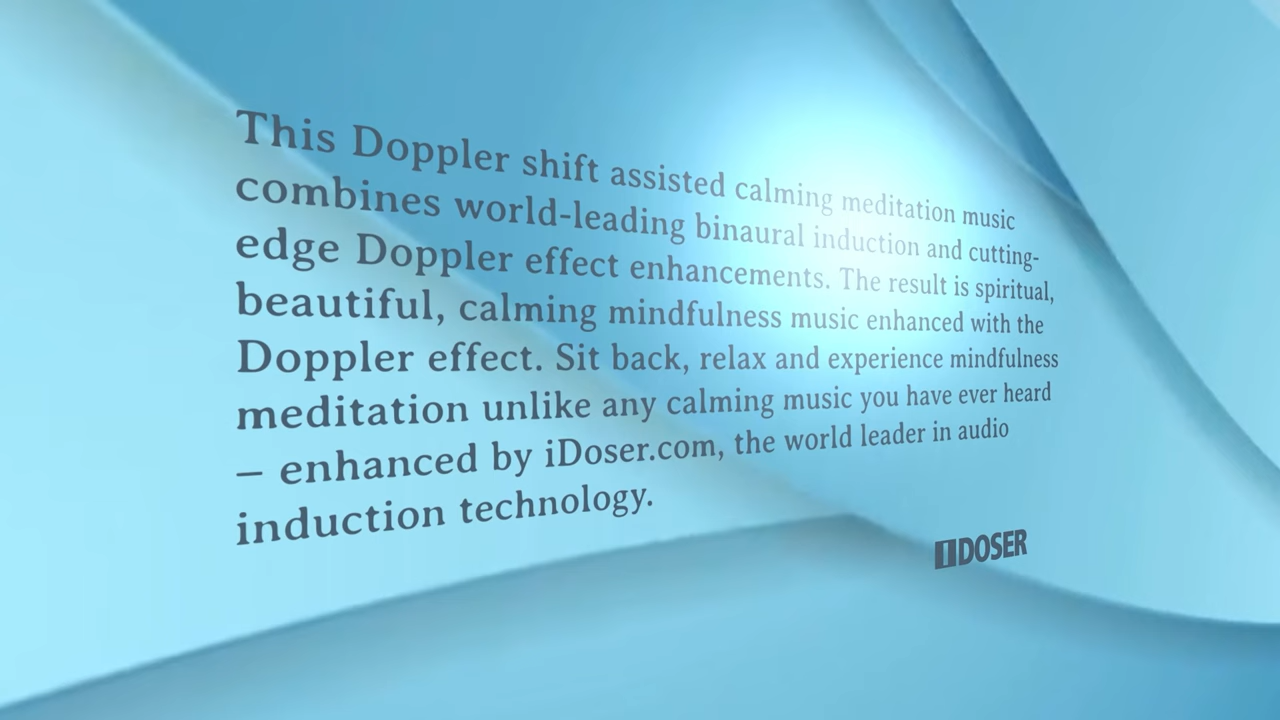 This Doppler shift assisted calming meditation music
combines world-leading binaural induction and cutting-
edge Doppler effect enhancements. The result is spiritual,
beautiful, calming mindfulness music enhanced with the
Doppler effect. Sit back, relax and experience mindfulness
meditation unlike any calming music you have ever heard
– enhanced by iDoser.com, the world leader in audio
induction technology.
iDOSER